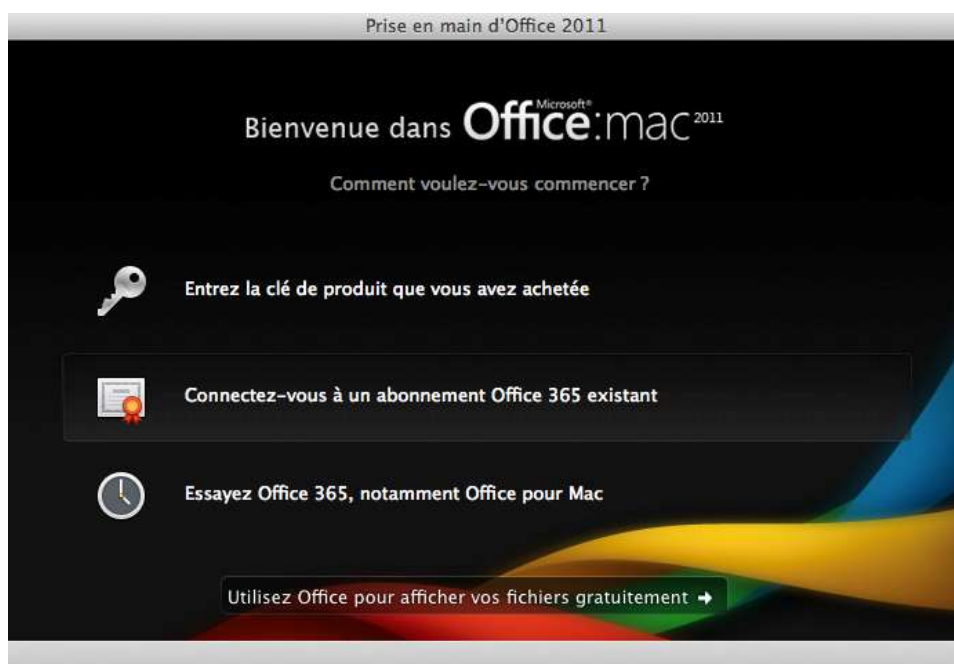 Prise en main d'Office 2011
Bienvenue dans Microsoft® Office:mac 2011
Comment voulez-vous commencer ?
Entrez la clé de produit que vous avez achetée
Connectez-vous à un abonnement Office 365 existant
Essayez Office 365, notamment Office pour Mac
Utilisez Office pour afficher vos fichiers gratuitement →